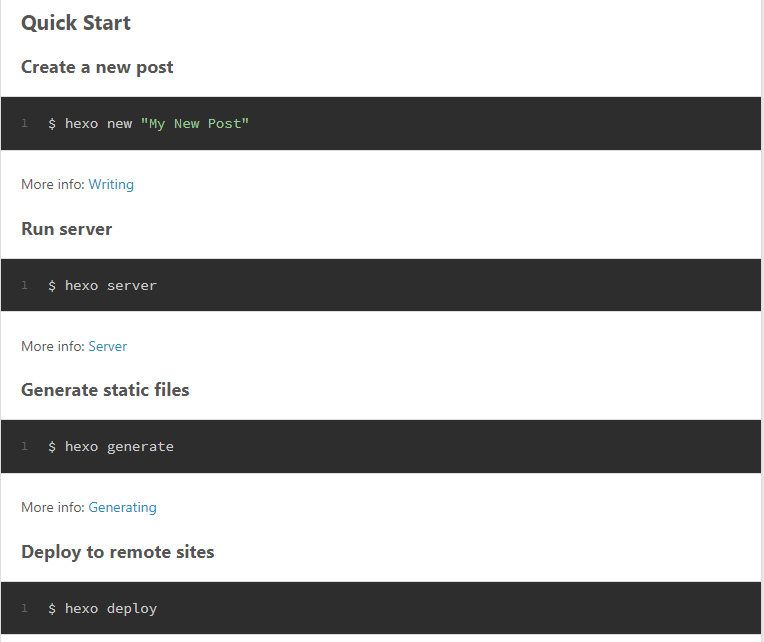 Quick Start
Create a new post
1 $ hexo new "My New Post"
More info: Writing
Run server
1 $ hexo server
More info: Server
Generate static files
1 $ hexo generate
More info: Generating
Deploy to remote sites
1 $ hexo deploy